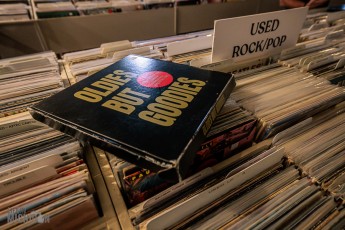 USED
ROCK/POP
OLDIES
BUT
GOODIES